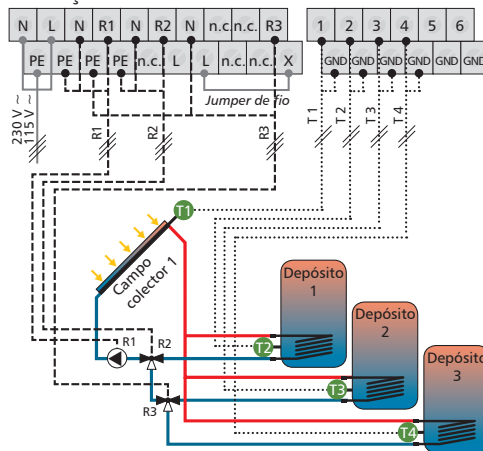 N L N R1 N R2 N L n.c. n.c. N R3
PE PE PE PE n.c. L L n.c. n.c. X
Jumper de fio
1 2 3 4 5 6
GND GND GND GND GND GND
230 V ~
115 V ~
R1
R2
R3
T1
T2
T3
T4
T1
Campo
colector 1
R1
R2
R3
T2
T3
T4
Depósito
1
Depósito
2
Depósito
3